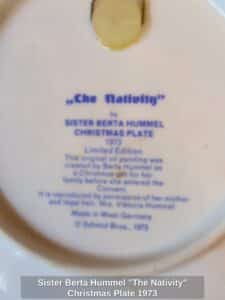 „The Nativity"
by
SISTER BERTA HUMMEL
CHRISTMAS PLATE
1973
Limited Edition
This original oil painting was
created by Berta Hummel as
a Christmas gift for her
family before she entered the
Convent.
It is reproduced by permission of her mother
and legal heir, Mrs. Viktoria Hummel.
Made in West Germany
© Schmid Bros., 1973
Sister Berta Hummel "The Nativity"
Christmas Plate 1973